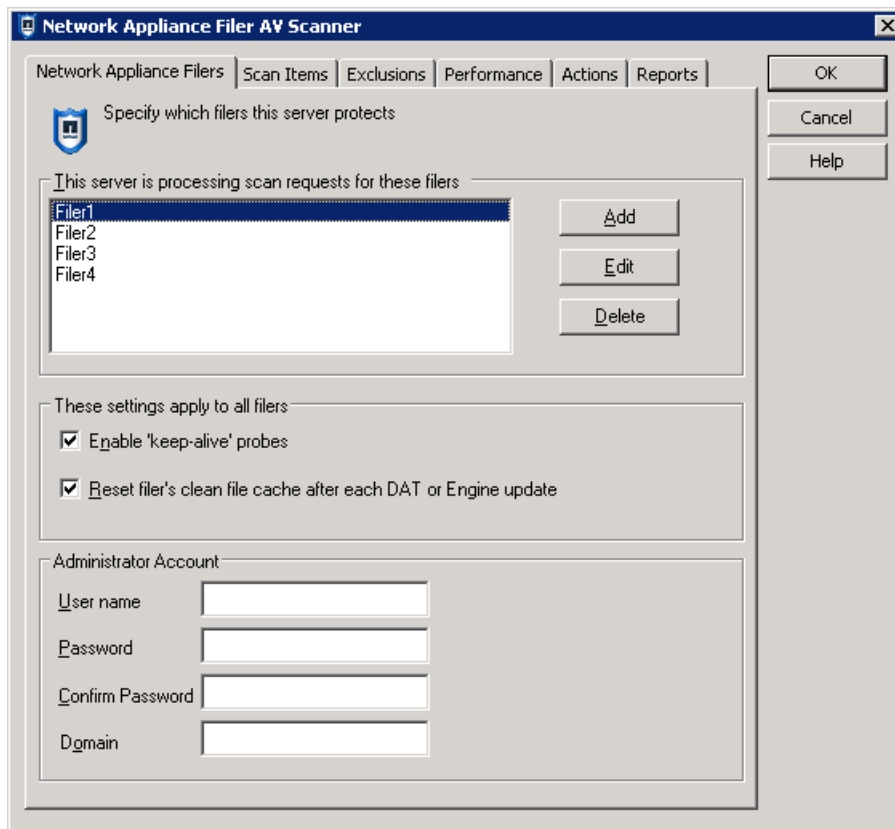 Network Appliance Filer AV Scanner
Network Appliance Filers Scan Items Exclusions Performance Actions Reports
OK
Cancel
Help
Specify which filers this server protects
This server is processing scan requests for these filers
Filer1
Filer2
Filer3
Filer4
Add
Edit
Delete
These settings apply to all filers
Enable 'keep-alive' probes
Reset filer's clean file cache after each DAT or Engine update
Administrator Account
User name
Password
Confirm Password
Domain